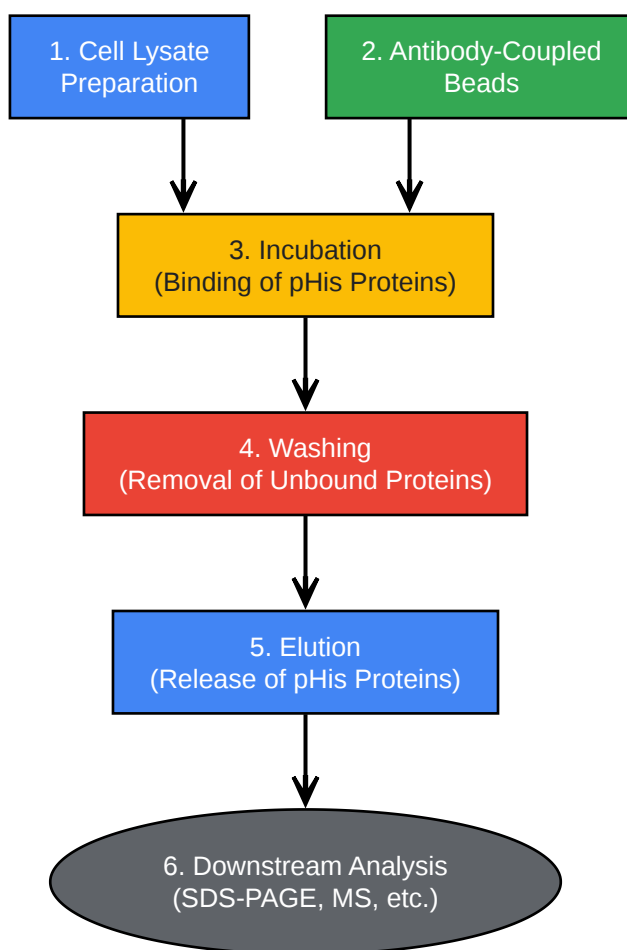 1. Cell Lysate
Preparation
2. Antibody-Coupled
Beads
3. Incubation
(Binding of pHis Proteins)
4. Washing
(Removal of Unbound Proteins)
5. Elution
(Release of pHis Proteins)
6. Downstream Analysis
(SDS-PAGE, MS, etc.)